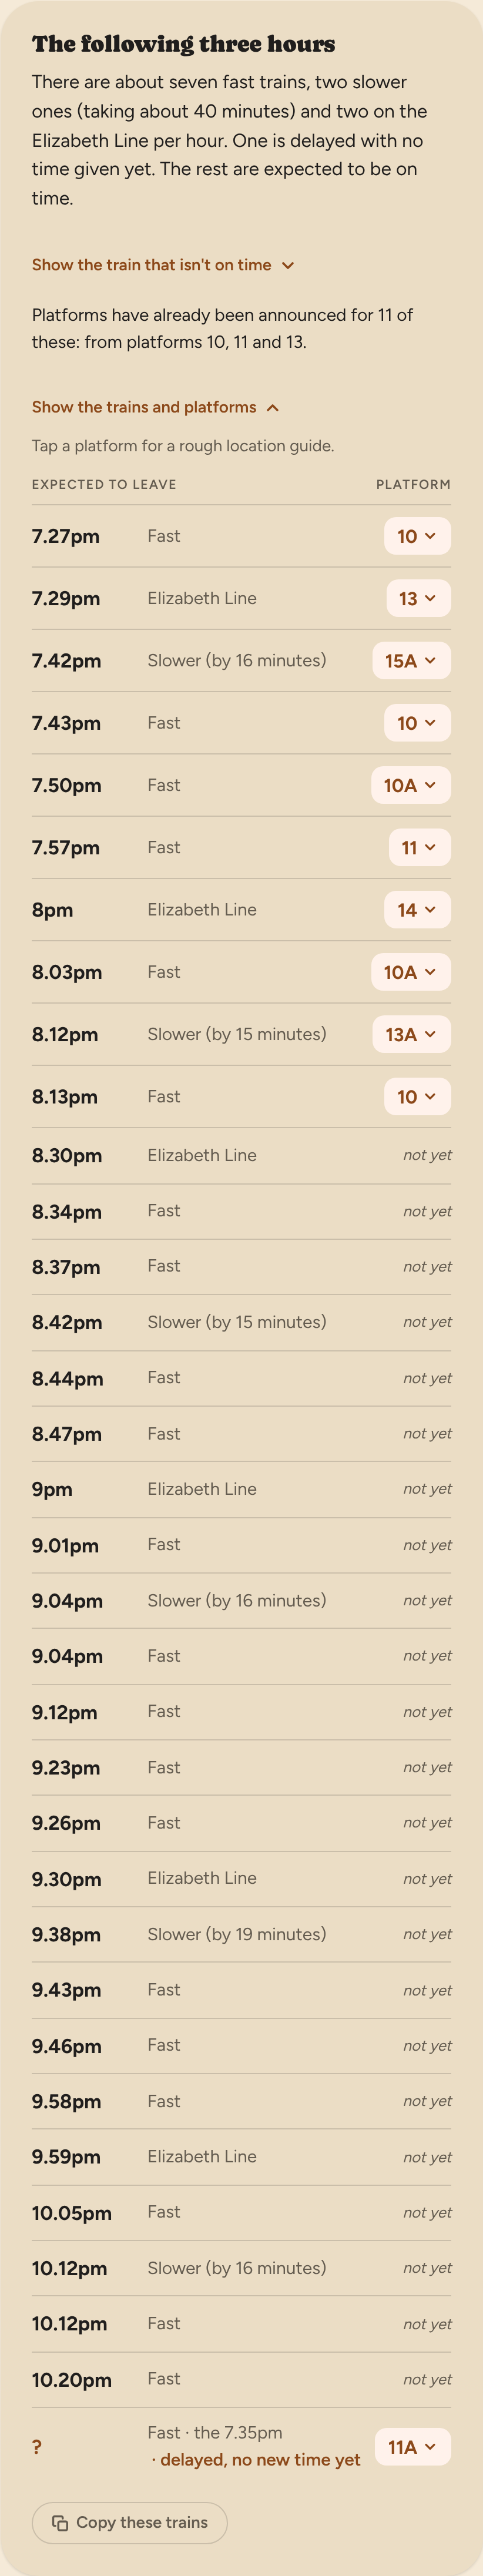 The following three hours
There are about seven fast trains, two slower
ones (taking about 40 minutes) and two on the
Elizabeth Line per hour. One is delayed with no
time given yet. The rest are expected to be on
time.
Show the train that isn't on time
Platforms have already been announced for 11 of
these: from platforms 10, 11 and 13.
Show the trains and platforms
Tap a platform for a rough location guide.
EXPECTED TO LEAVE PLATFORM
7.27pm Fast 10
7.29pm Elizabeth Line 13
7.42pm Slower (by 16 minutes) 15A
7.43pm Fast 10
7.50pm Fast 10A
7.57pm Fast 11
8pm Elizabeth Line 14
8.03pm Fast 10A
8.12pm Slower (by 15 minutes) 13A
8.13pm Fast 10
8.30pm Elizabeth Line not yet
8.34pm Fast not yet
8.37pm Fast not yet
8.42pm Slower (by 15 minutes) not yet
8.44pm Fast not yet
8.47pm Fast not yet
9pm Elizabeth Line not yet
9.01pm Fast not yet
9.04pm Slower (by 16 minutes) not yet
9.04pm Fast not yet
9.12pm Fast not yet
9.23pm Fast not yet
9.26pm Fast not yet
9.30pm Elizabeth Line not yet
9.38pm Slower (by 19 minutes) not yet
9.43pm Fast not yet
9.46pm Fast not yet
9.58pm Fast not yet
9.59pm Elizabeth Line not yet
10.05pm Fast not yet
10.12pm Slower (by 16 minutes) not yet
10.12pm Fast not yet
10.20pm Fast not yet
? Fast · the 7.35pm
· delayed, no new time yet 11A
Copy these trains